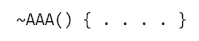 ~AAA() { . . . . }